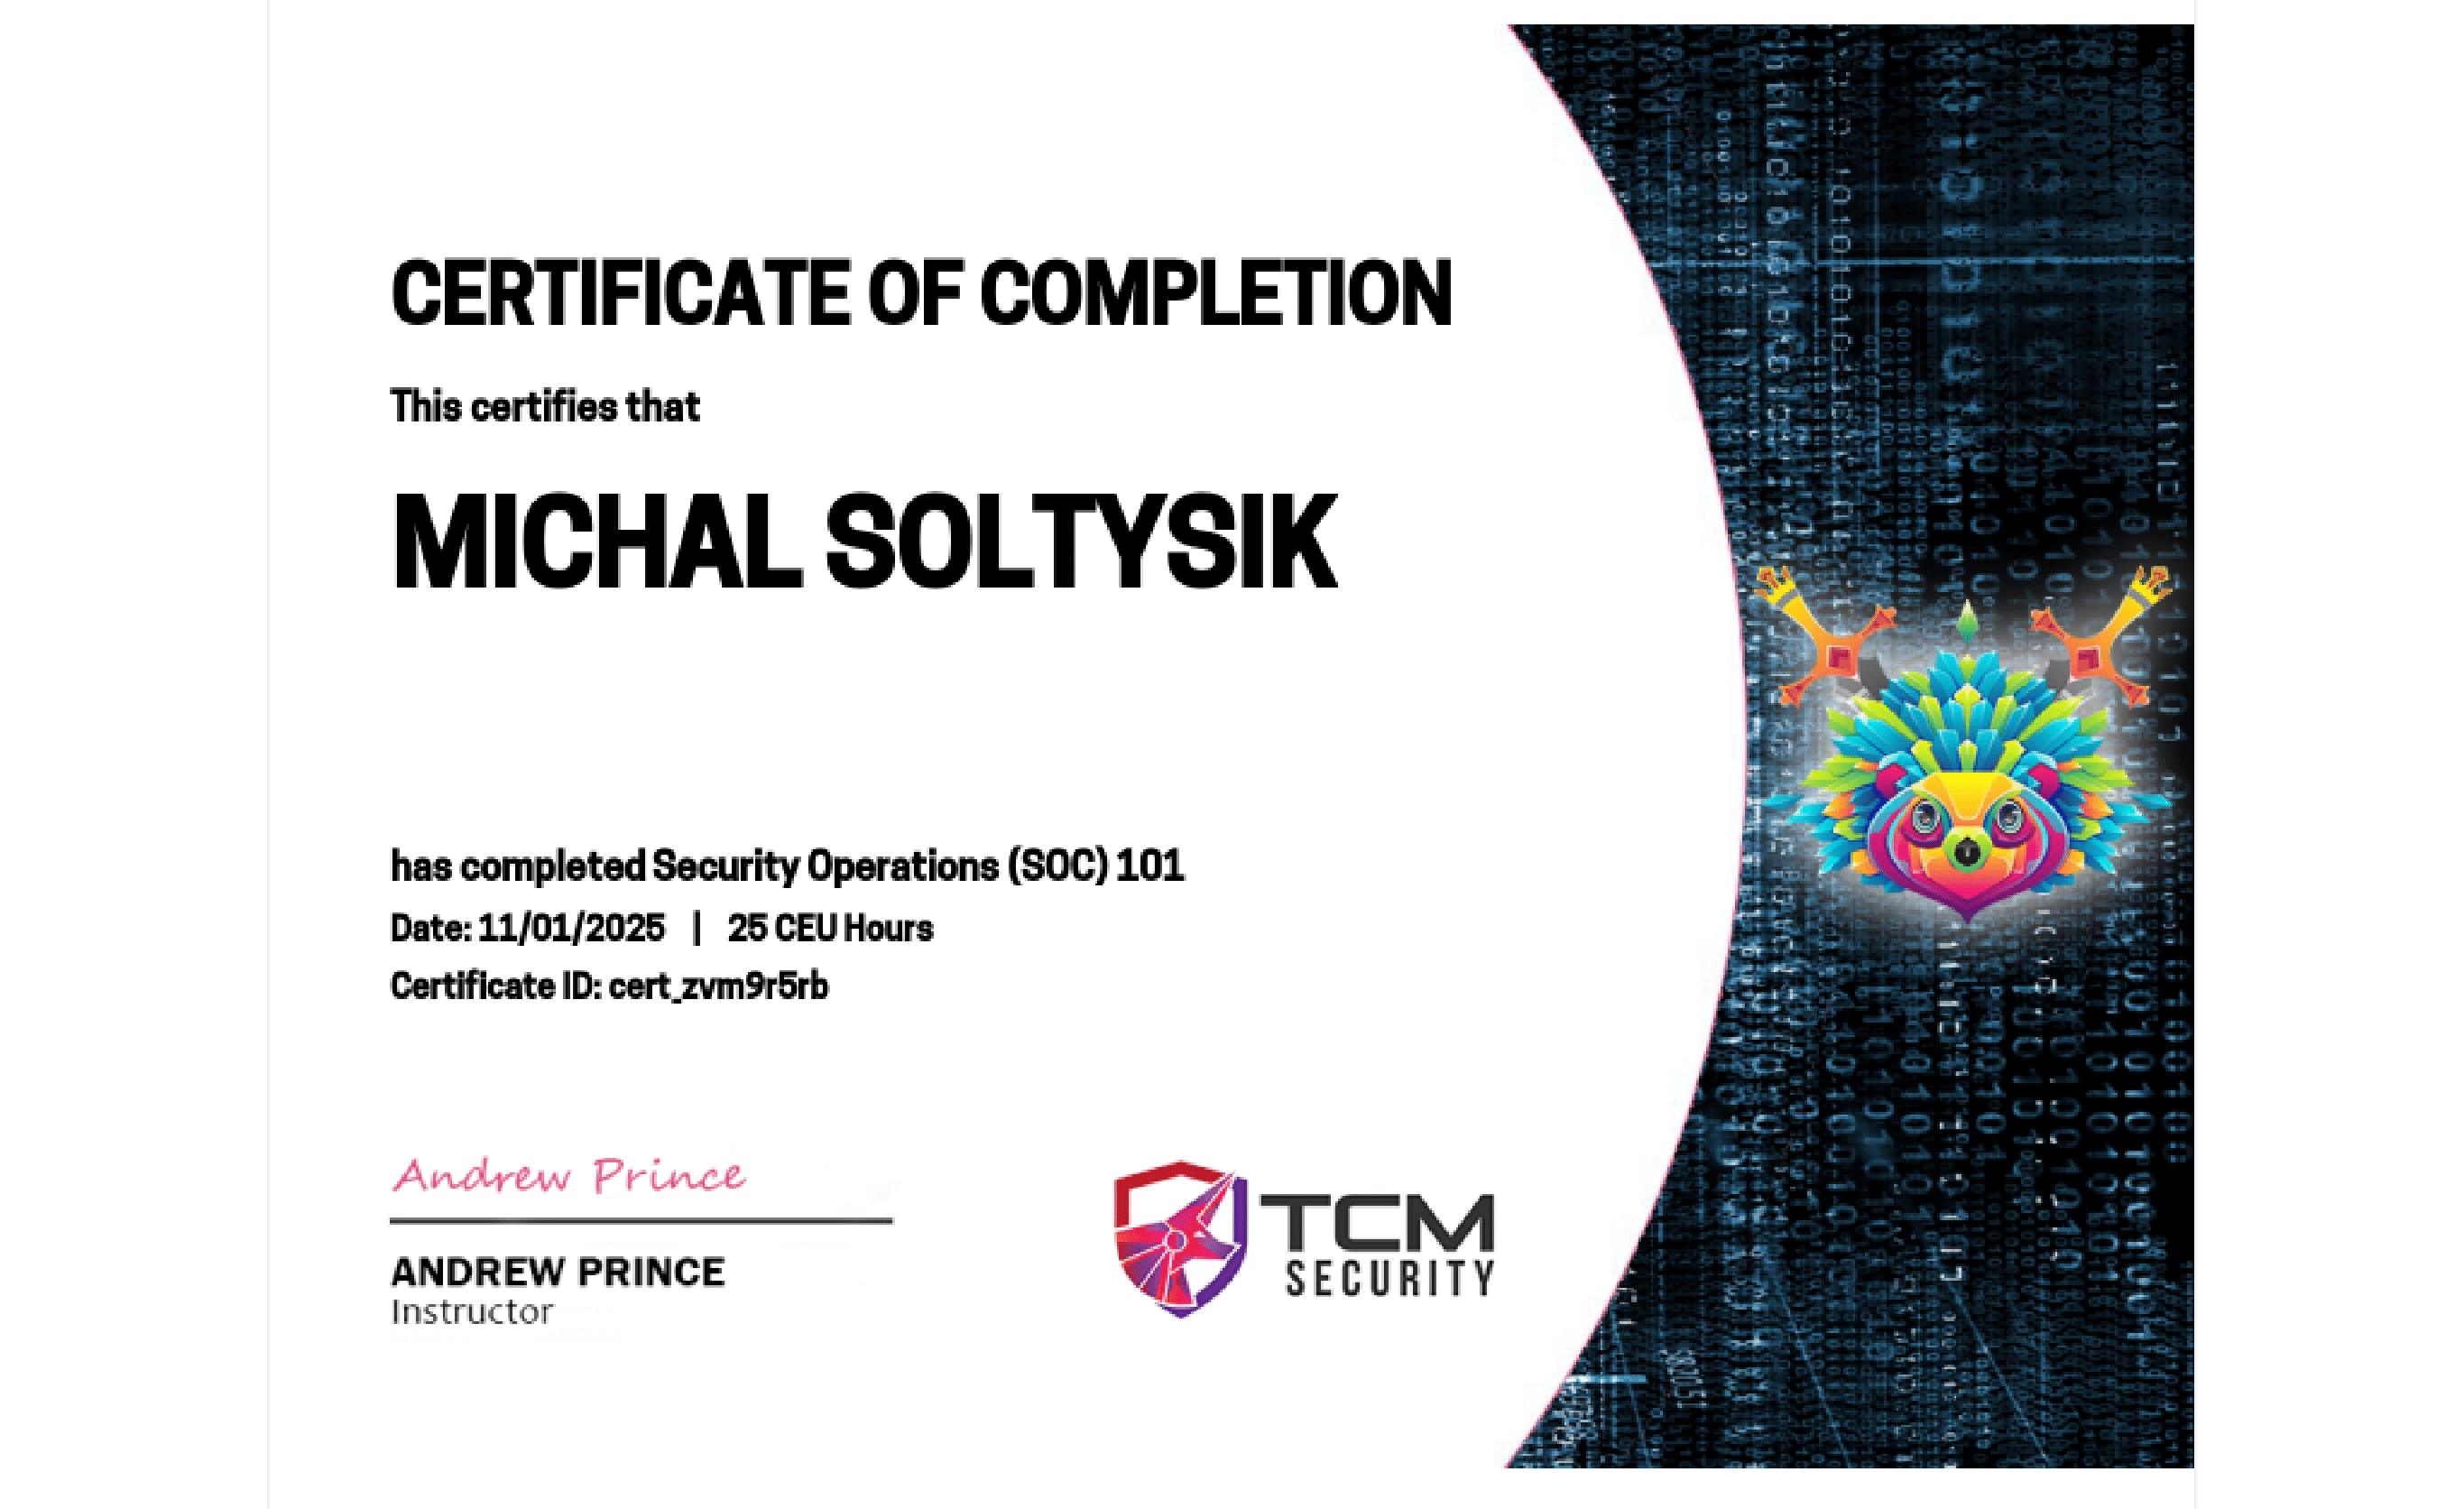 CERTIFICATE OF COMPLETION
This certifies that
MICHAL SOLTYSIK
has completed Security Operations (SOC) 101
Date: 11/01/2025 | 25 CEU Hours
Certificate ID: cert_zvm9r5rb
Andrew Prince
ANDREW PRINCE
Instructor
TCM
SECURITY